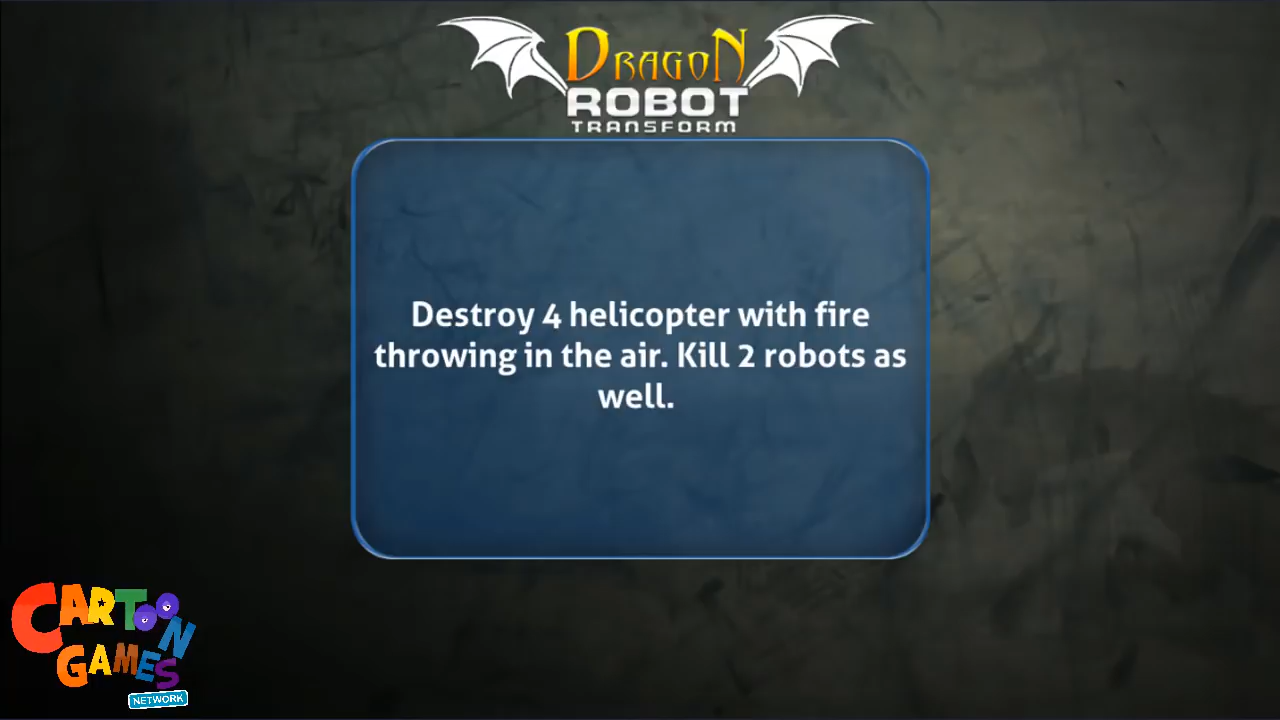 DRAGON
ROBOT
TRANSFORM
Destroy 4 helicopter with fire
throwing in the air. Kill 2 robots as
well.
CARTOON
GAMES
NETWORK